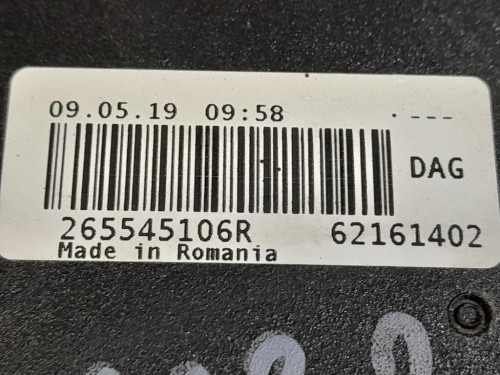 09.05.19 09:58 . ---
DAG
265545106R 62161402
Made in Romania